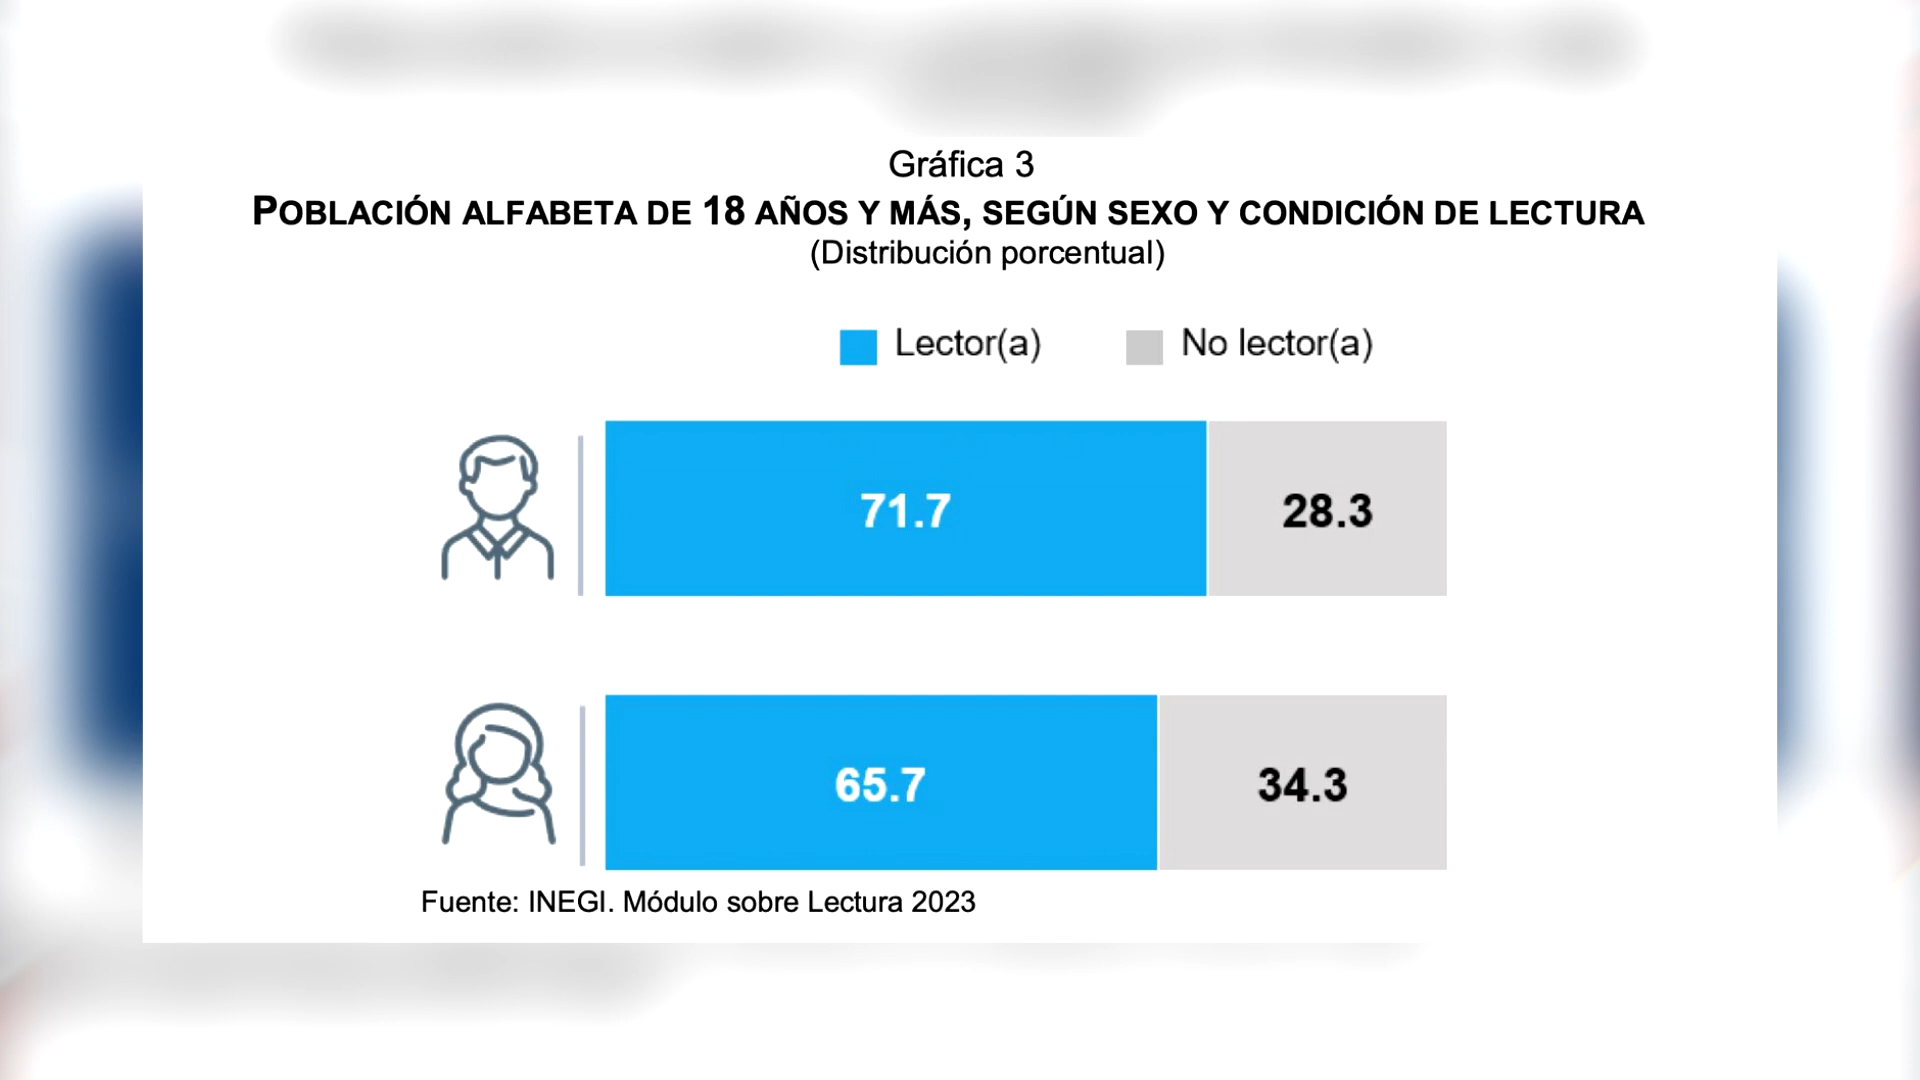 Gráfica 3
POBLACIÓN ALFABETA DE 18 AÑOS Y MÁS, SEGÚN SEXO Y CONDICIÓN DE LECTURA
(Distribución porcentual)
Lector(a) No lector(a)
71.7 28.3
65.7 34.3
Fuente: INEGI. Módulo sobre Lectura 2023